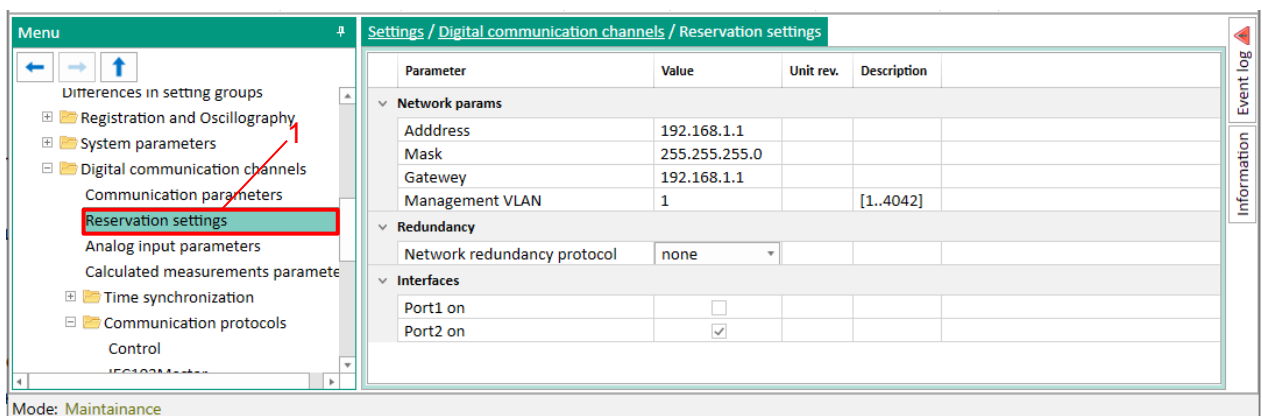 Menu
Differences in setting groups
Registration and Oscillography
1
System parameters
Digital communication channels
Communication parameters
Reservation settings
Analog input parameters
Calculated measurements paramete
Time synchronization
Communication protocols
Control
Settings / Digital communication channels / Reservation settings
Parameter Value Unit rev. Description
Network params
Adddress 192.168.1.1
Mask 255.255.255.0
Gatewey 192.168.1.1
Management VLAN 1 [1..4042]
Redundancy
Network redundancy protocol none
Interfaces
Port1 on
Port2 on
Event log
Information
Mode: Maintainance